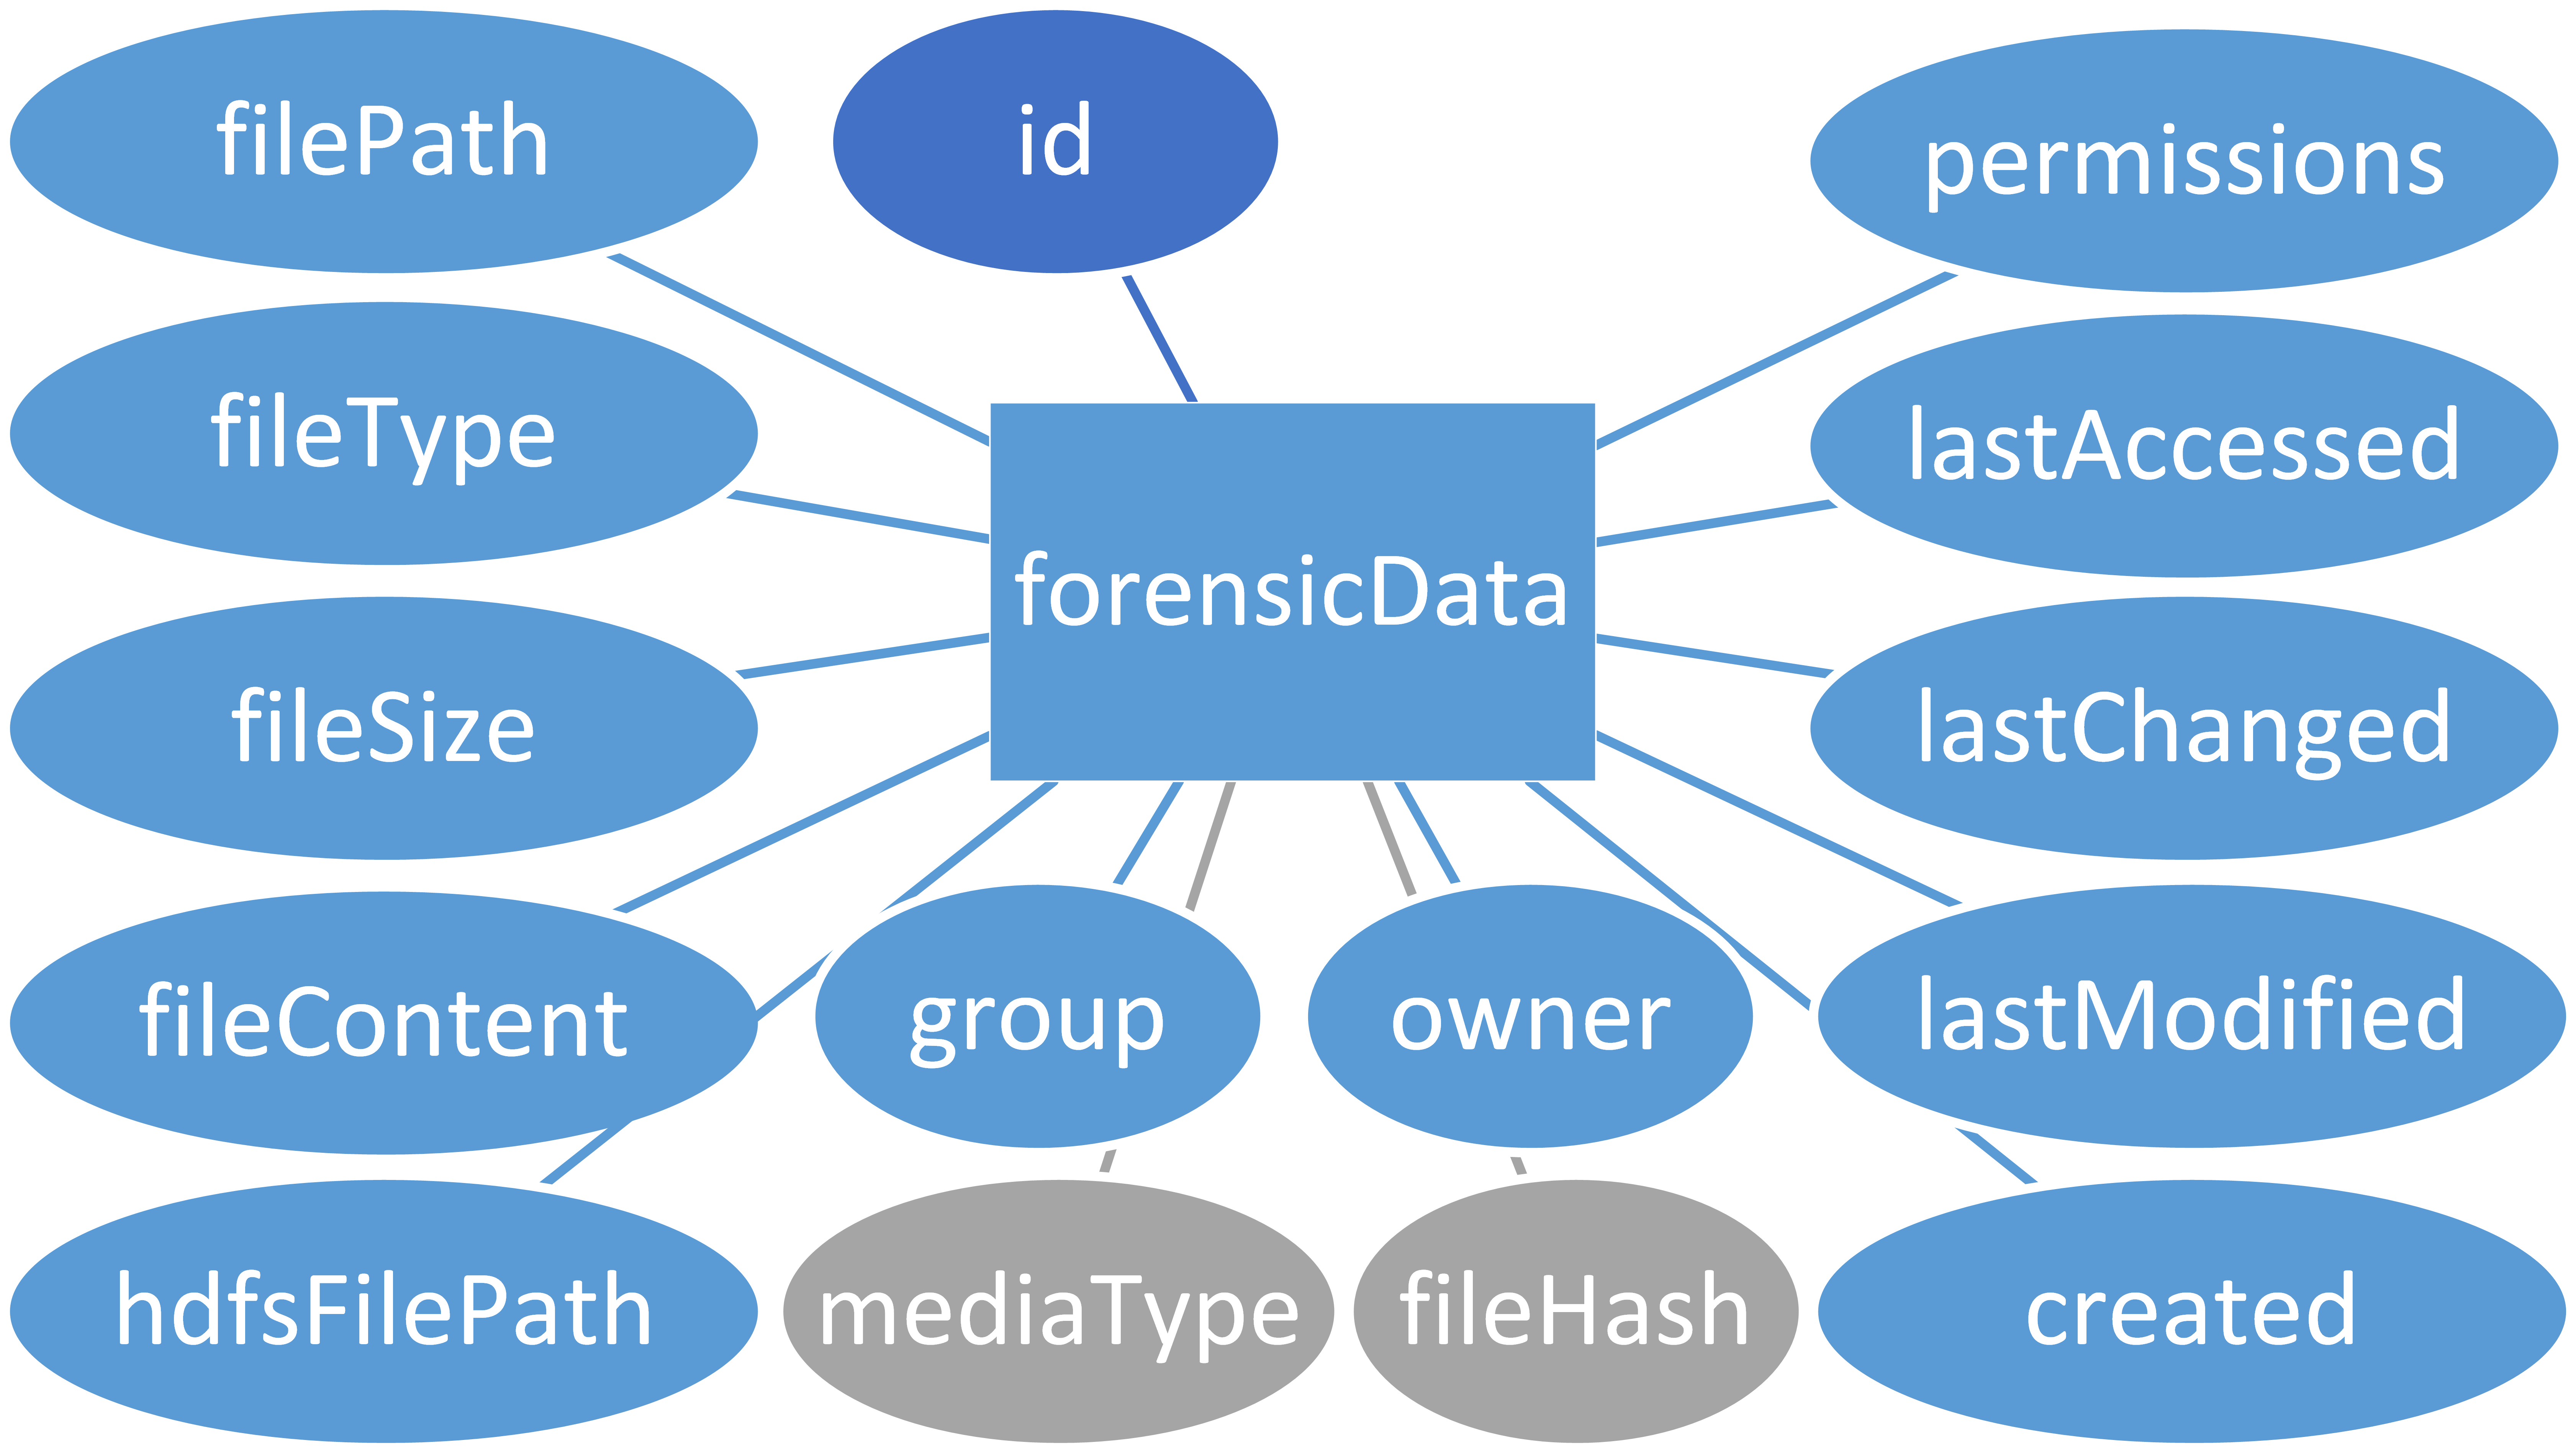 filePath
id
permissions
fileType
lastAccessed
forensicData
fileSize
lastChanged
fileContent
group
owner
lastModified
hdfsFilePath
mediaType
fileHash
created